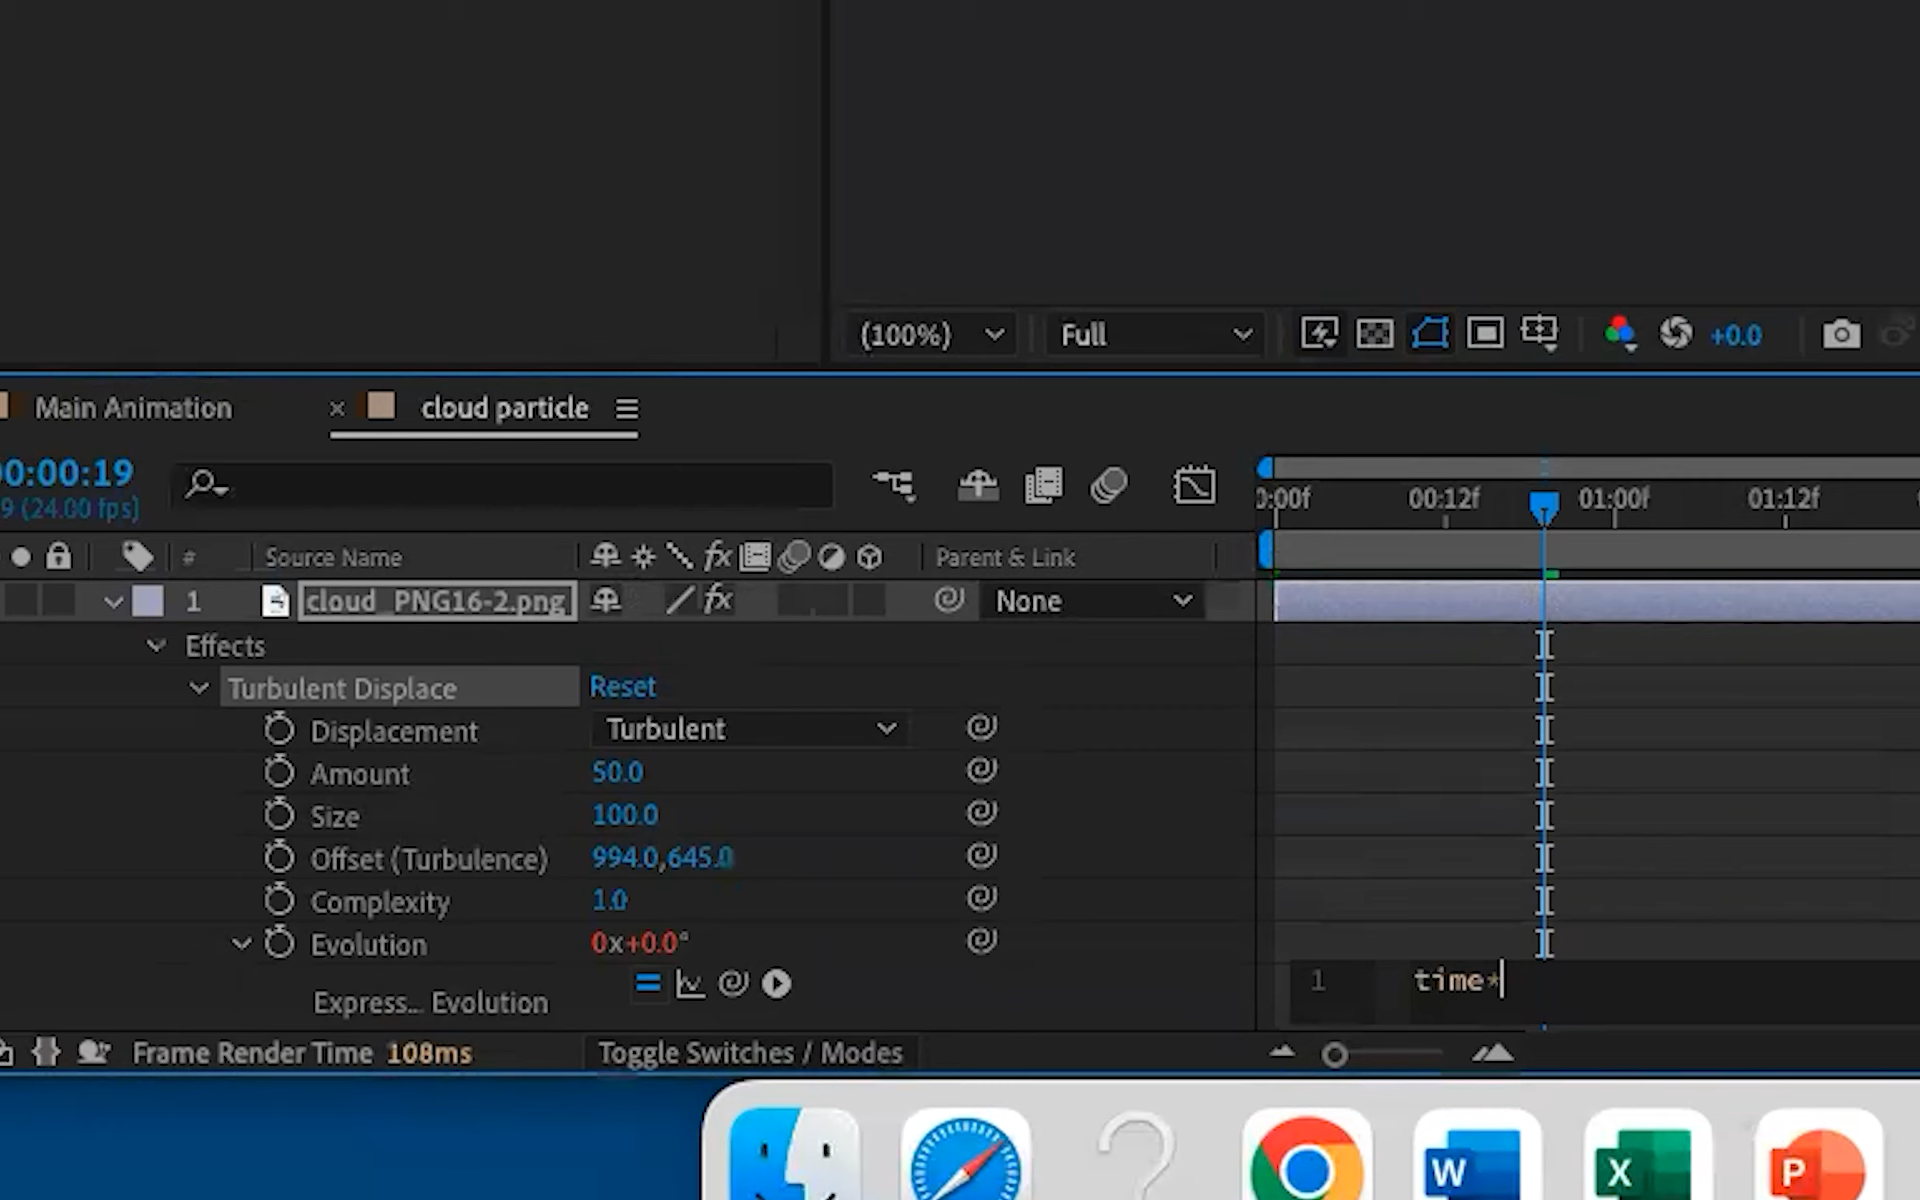 (100%) Full +0.0
Main Animation × cloud particle
00:00:19
9 (24.00 fps)
0:00f 00:12f 01:00f 01:12f
# Source Name fx Parent & Link
1 cloud_PNG16-2.png fx None
Effects
Turbulent Displace Reset
Displacement Turbulent
Amount 50.0
Size 100.0
Offset (Turbulence) 994.0,645.0
Complexity 1.0
Evolution 0x+0.0°
1 time*
Express... Evolution
Frame Render Time 108ms Toggle Switches / Modes
W X P